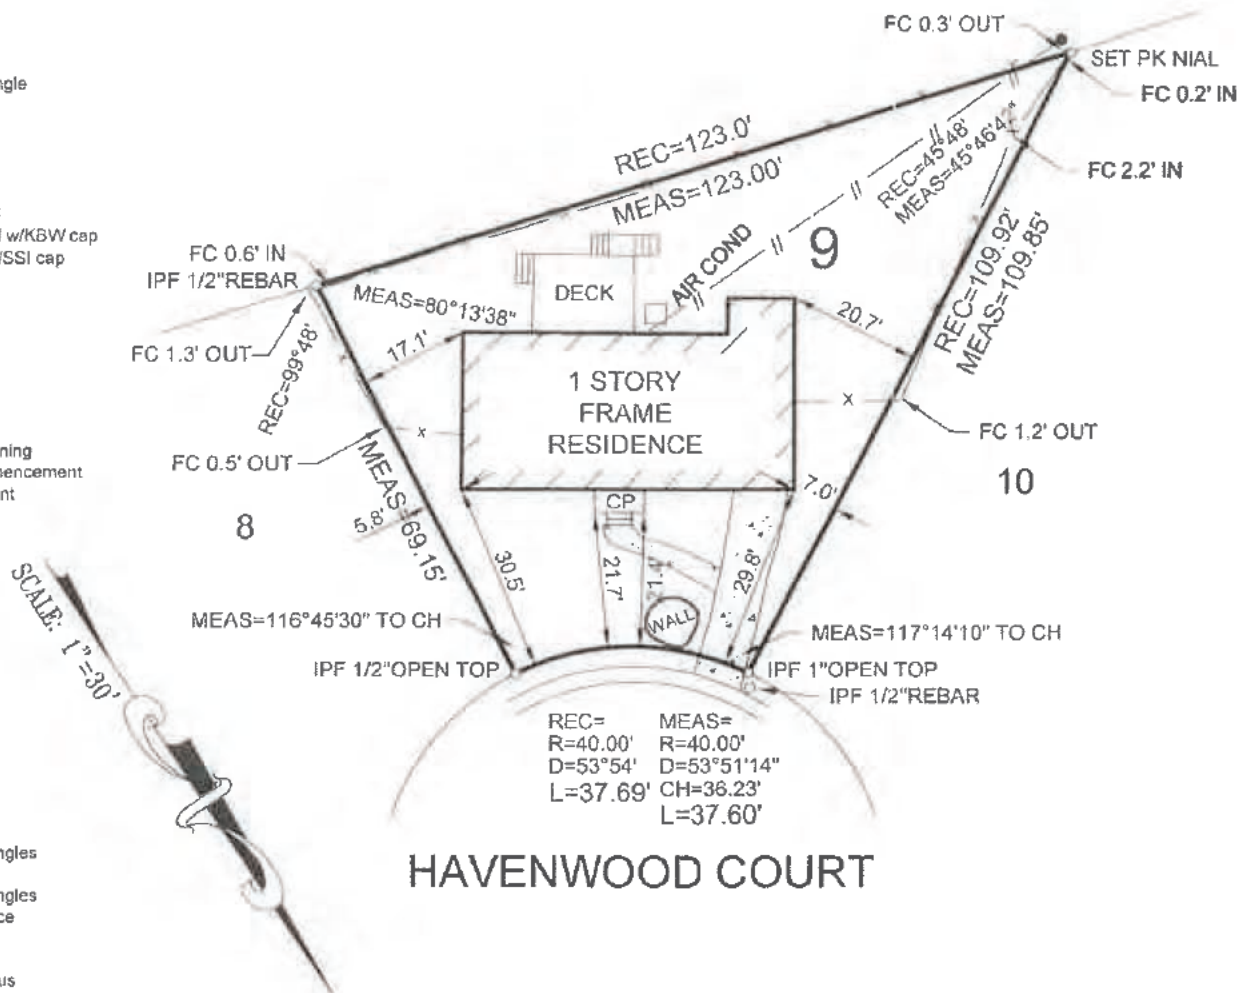 FC 0.3' OUT
SET PK NIAL
FC 0.2' IN
FC 2.2' IN
REC=123.0'
MEAS=123.00'
REC=45°48'
w/KBW cap
/SSI cap
FC 0.6' IN
IPF 1/2"REBAR
MEAS=80°13'38"
DECK
AIR COND
9
REC=109.92'
MEAS=109.85'
FC 1.3' OUT
REC=99°48'
17.1'
20.7'
1 STORY
FRAME
RESIDENCE
x
x
FC 1.2' OUT
FC 0.5' OUT
MEAS=69.15'
10
8
5.8'
7.0'
CP
30.5'
21.7'
21.4'
29.8'
WALL
SCALE: 1"=30'
MEAS=116°45'30" TO CH
MEAS=117°14'10" TO CH
IPF 1/2"OPEN TOP
IPF 1"OPEN TOP
IPF 1/2"REBAR
REC=
R=40.00'
D=53°54'
L=37.69'
MEAS=
R=40.00'
D=53°51'14"
CH=36.23'
L=37.60'
HAVENWOOD COURT